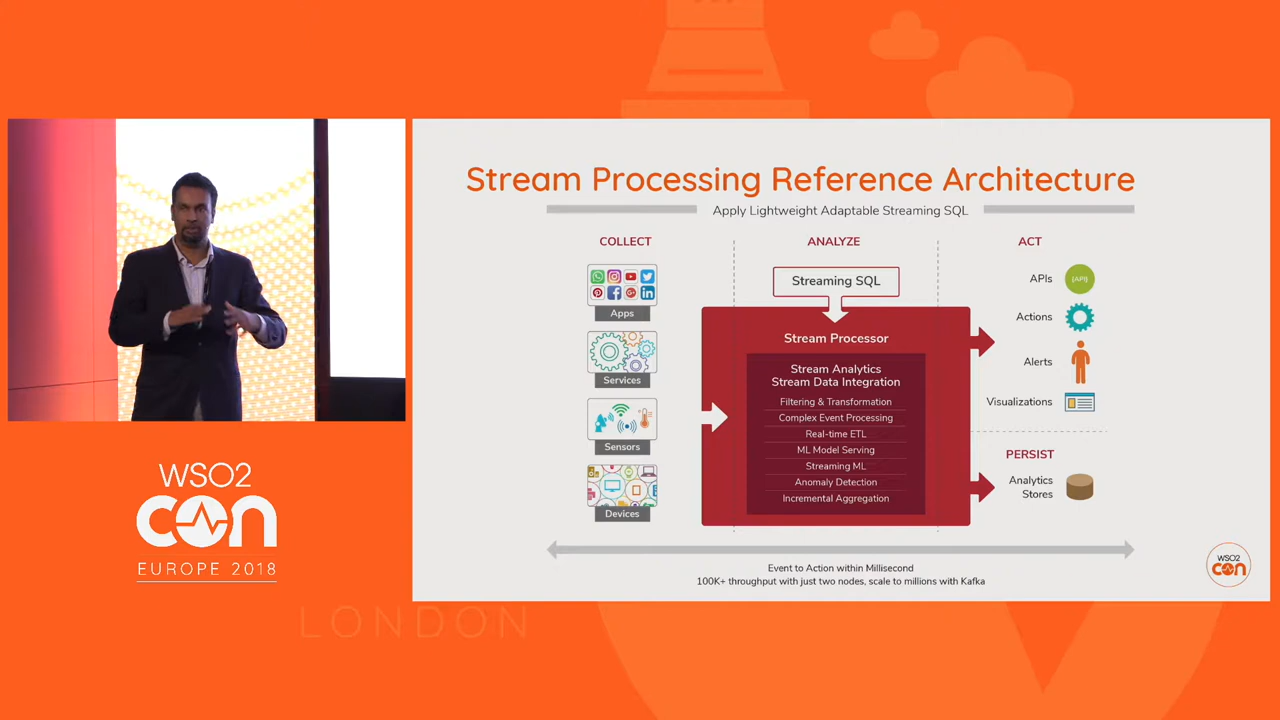 Stream Processing Reference Architecture
Apply Lightweight Adaptable Streaming SQL
COLLECT
Apps
Services
Sensors
Devices
ANALYZE
Streaming SQL
Stream Processor
Stream Analytics
Stream Data Integration
Filtering & Transformation
Complex Event Processing
Real-time ETL
ML Model Serving
Streaming ML
Anomaly Detection
Incremental Aggregation
ACT
APIs
{API}
Actions
Alerts
Visualizations
PERSIST
Analytics
Stores
Event to Action within Millisecond
100K+ throughput with just two nodes, scale to millions with Kafka
WSO2
CON
WSO2
CON
EUROPE 2018
LONDON